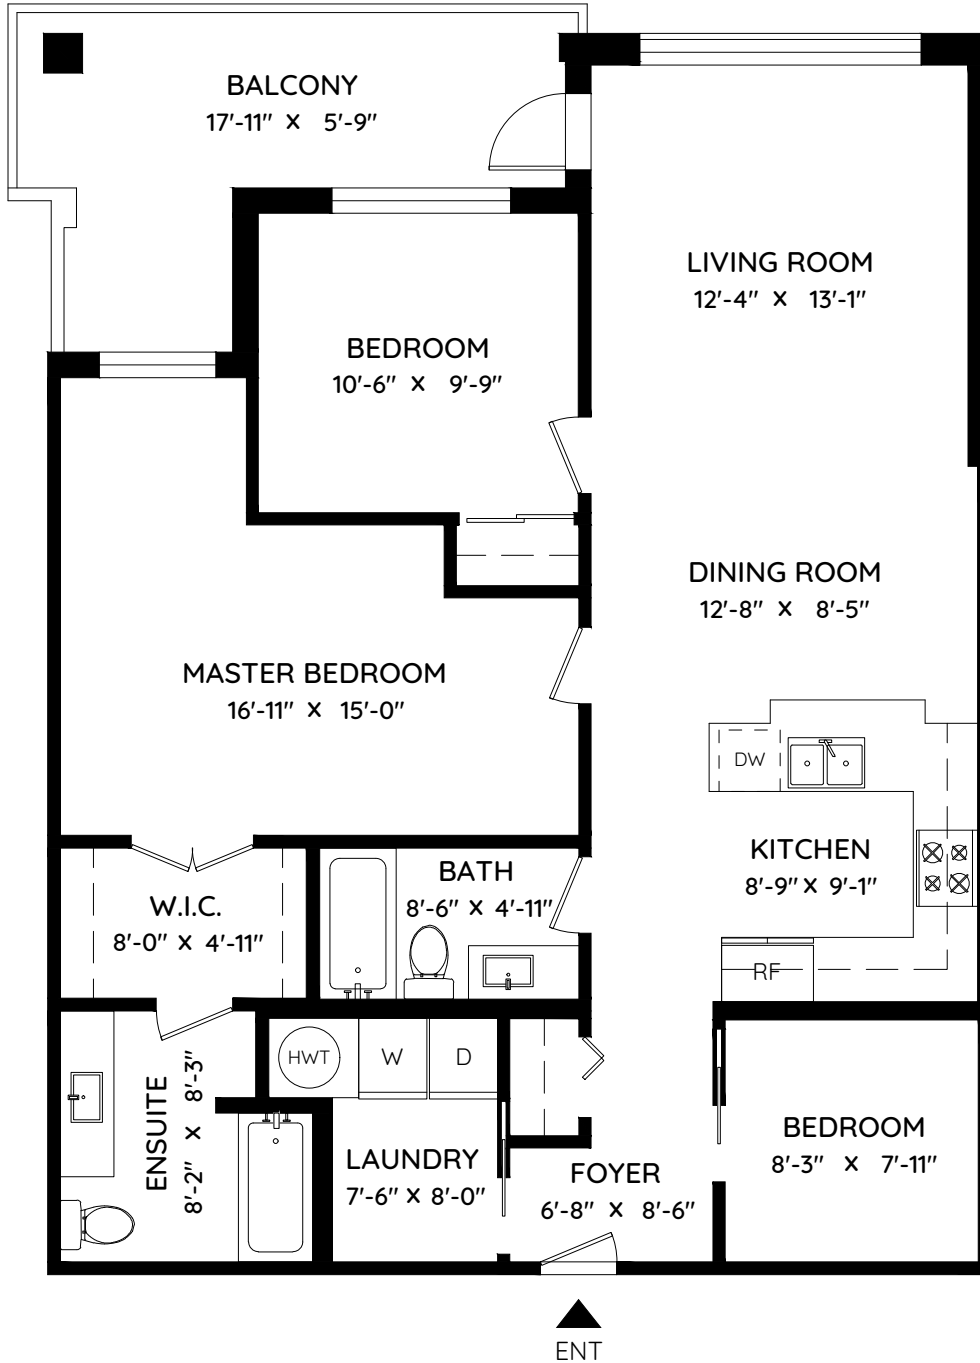 BALCONY
17'-11" X 5'-9"
LIVING ROOM
12'-4" X 13'-1"
BEDROOM
10'-6" X 9'-9"
DINING ROOM
12'-8" X 8'-5"
MASTER BEDROOM
16'-11" X 15'-0"
DW
KITCHEN
8'-9" X 9'-1"
BATH
8'-6" X 4'-11"
W.I.C.
8'-0" X 4'-11"
RF
HWT
W
D
ENSUITE
8'-2" X 8'-3"
LAUNDRY
7'-6" X 8'-0"
FOYER
6'-8" X 8'-6"
BEDROOM
8'-3" X 7'-11"
ENT